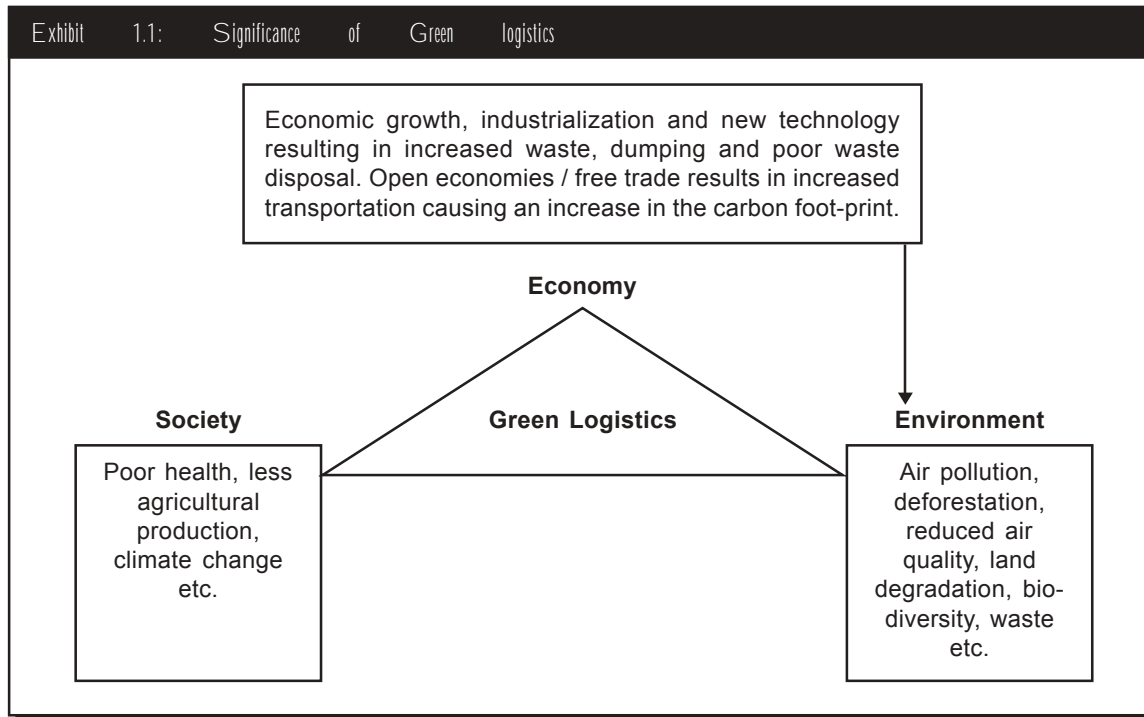 Exhibit 1.1: Significance of Green logistics
Economic growth, industrialization and new technology
resulting in increased waste, dumping and poor waste
disposal. Open economies / free trade results in increased
transportation causing an increase in the carbon foot-print.
Economy
Society
Green Logistics
Environment
Poor health, less
agricultural
production,
climate change
etc.
Air pollution,
deforestation,
reduced air
quality, land
degradation, bio-
diversity, waste
etc.